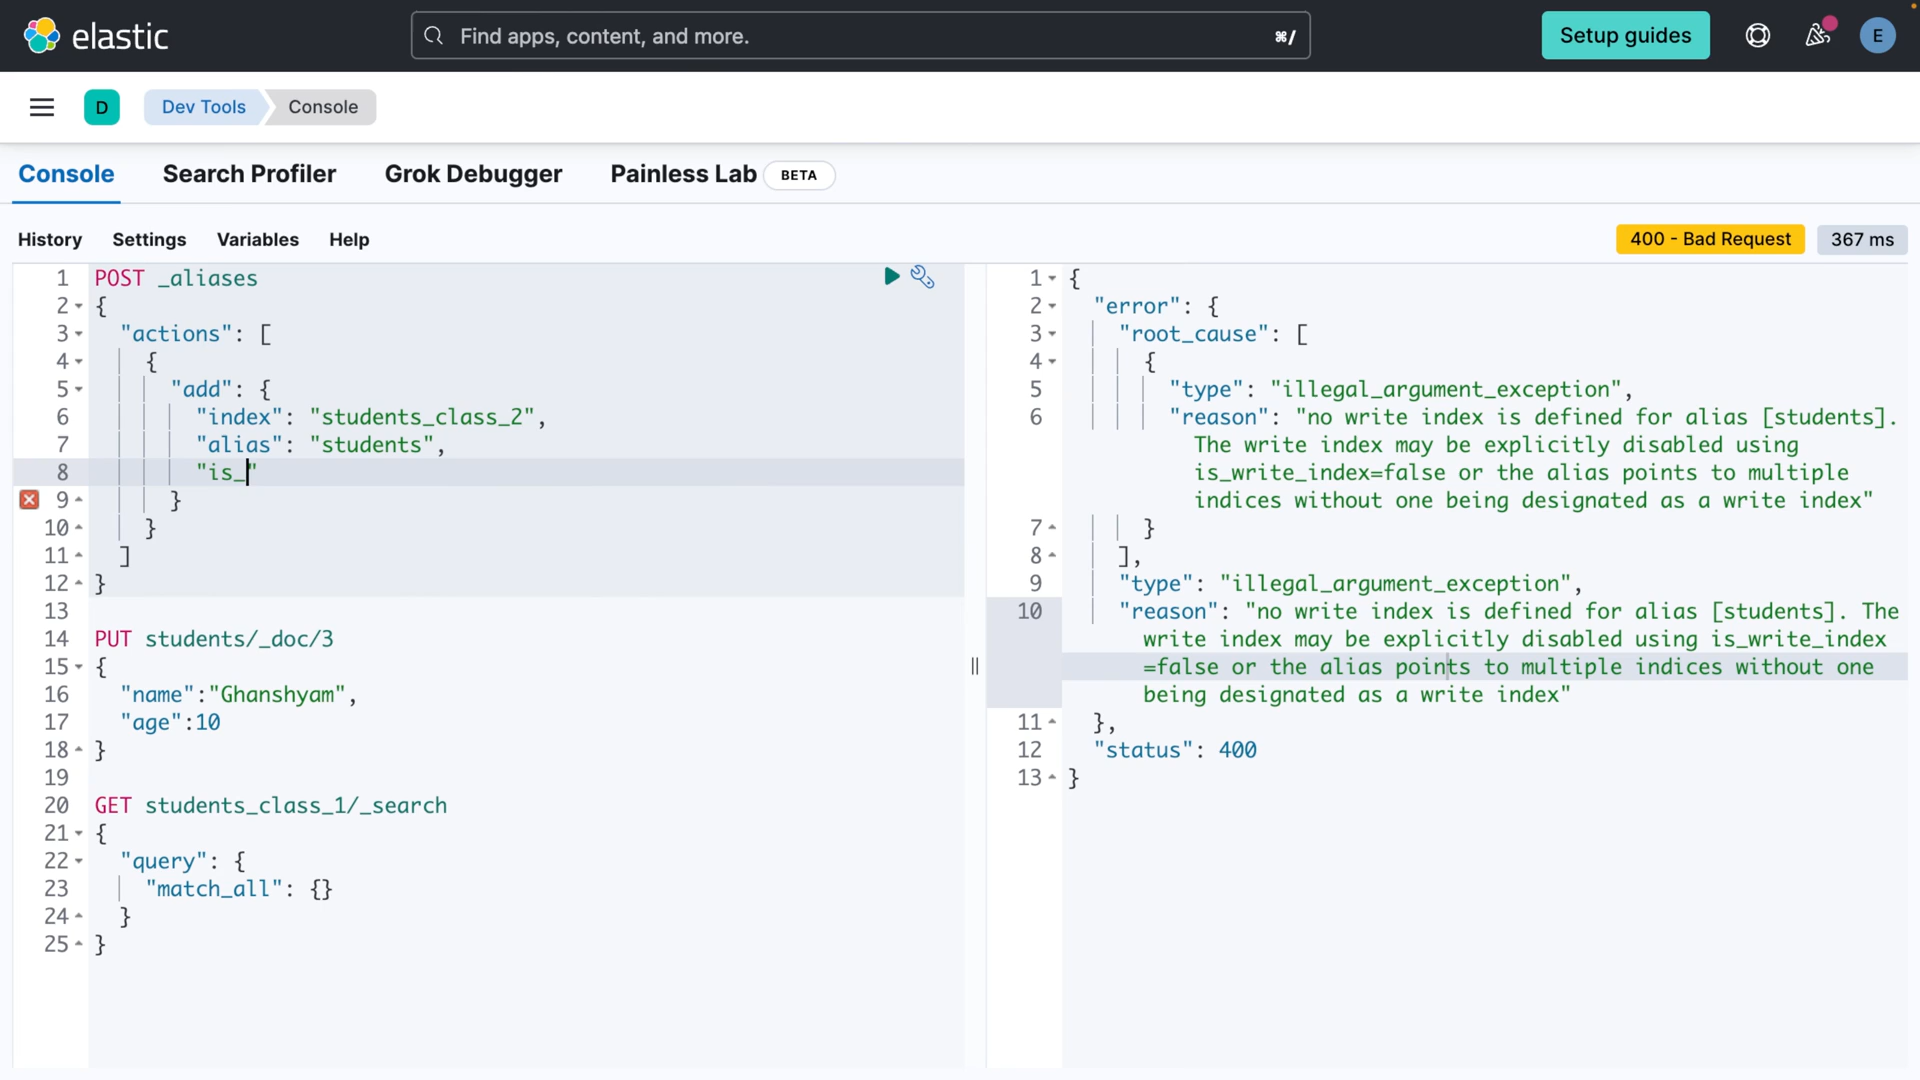 elastic
Find apps, content, and more.
⌘/
Setup guides
E
D
Dev Tools
Console
Console
Search Profiler
Grok Debugger
Painless Lab
BETA
History
Settings
Variables
Help
400 - Bad Request
367 ms
1 POST _aliases
2 {
3 "actions": [
4 {
5 "add": {
6 "index": "students_class_2",
7 "alias": "students",
8 "is_"
9 }
10 }
11 ]
12 }
13
14 PUT students/_doc/3
15 {
16 "name":"Ghanshyam",
17 "age":10
18 }
19
20 GET students_class_1/_search
21 {
22 "query": {
23 "match_all": {}
24 }
25 }
1 {
2 "error": {
3 "root_cause": [
4 {
5 "type": "illegal_argument_exception",
6 "reason": "no write index is defined for alias [students].
The write index may be explicitly disabled using
is_write_index=false or the alias points to multiple
indices without one being designated as a write index"
7 }
8 ],
9 "type": "illegal_argument_exception",
10 "reason": "no write index is defined for alias [students]. The
write index may be explicitly disabled using is_write_index
=false or the alias points to multiple indices without one
being designated as a write index"
11 },
12 "status": 400
13 }